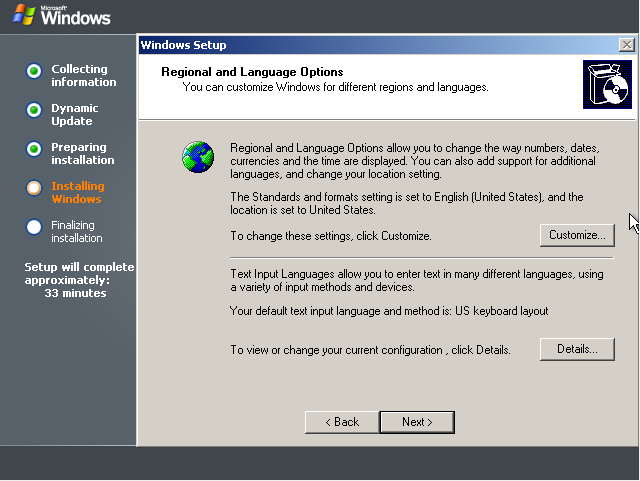 Microsoft
Windows
Collecting
information
Dynamic
Update
Preparing
installation
Installing
Windows
Finalizing
installation
Setup will complete
approximately:
33 minutes
Windows Setup
Regional and Language Options
You can customize Windows for different regions and languages.
Regional and Language Options allow you to change the way numbers, dates,
currencies and the time are displayed. You can also add support for additional
languages, and change your location setting.
The Standards and formats setting is set to English (United States), and the
location is set to United States.
To change these settings, click Customize.
Customize...
Text Input Languages allow you to enter text in many different languages, using
a variety of input methods and devices.
Your default text input language and method is: US keyboard layout
To view or change your current configuration , click Details.
Details...
< Back
Next >